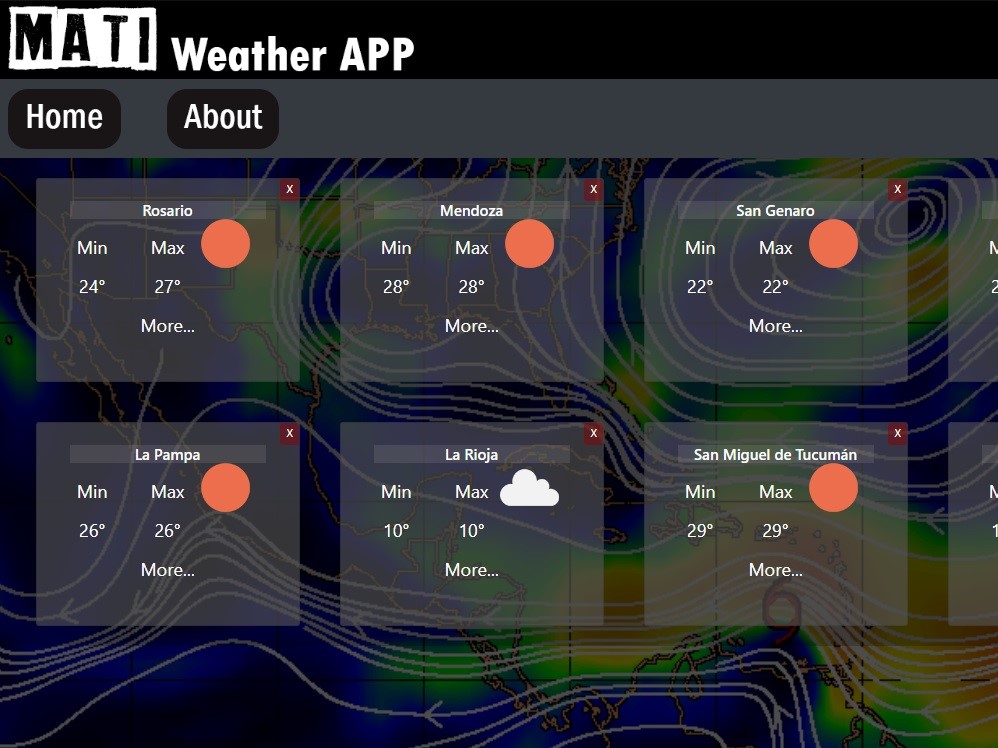 MATI Weather APP
Home About
x x x
Rosario Mendoza San Genaro
Min Max Min Max Min Max
24° 27° 28° 28° 22° 22°
More... More... More...
x x x
La Pampa La Rioja San Miguel de Tucumán
Min Max Min Max Min Max
26° 26° 10° 10° 29° 29°
More... More... More...